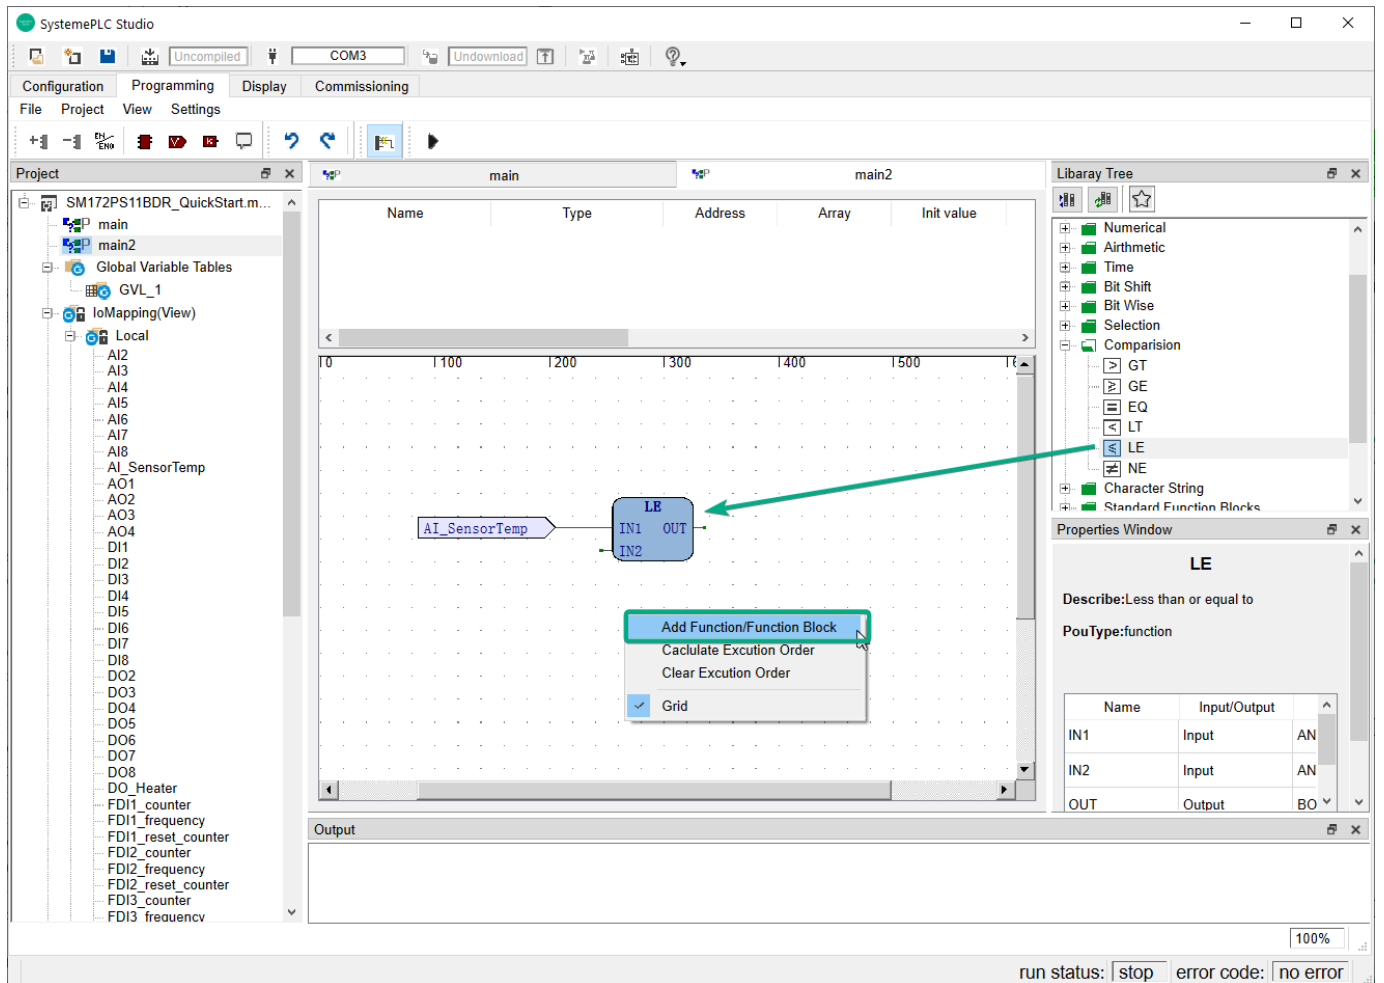 SystemePLC Studio
Uncompiled
COM3
Undownload
Configuration Programming Display Commissioning
File Project View Settings
EN/
ENO
Project
SM172PS11BDR_QuickStart.m...
main
main2
Global Variable Tables
GVL_1
IoMapping(View)
Local
AI2
AI3
AI4
AI5
AI6
AI7
AI8
AI_SensorTemp
AO1
AO2
AO3
AO4
DI1
DI2
DI3
DI4
DI5
DI6
DI7
DI8
DO2
DO3
DO4
DO5
DO6
DO7
DO8
DO_Heater
FDI1_counter
FDI1_frequency
FDI1_reset_counter
FDI2_counter
FDI2_frequency
FDI2_reset_counter
FDI3_counter
FDI3_frequency
main main2
Name Type Address Array Init value
0 100 200 300 400 500
AI_SensorTemp
LE
IN1 OUT
IN2
Add Function/Function Block
Caclulate Excution Order
Clear Excution Order
Grid
Output
Libaray Tree
Numerical
Airthmetic
Time
Bit Shift
Bit Wise
Selection
Comparision
> GT
≥ GE
= EQ
< LT
≤ LE
≠ NE
Character String
Standard Function Blocks
Properties Window
LE
Describe:Less than or equal to
PouType:function
Name Input/Output
IN1 Input AN
IN2 Input AN
OUT Output BO
100%
run status: stop error code: no error